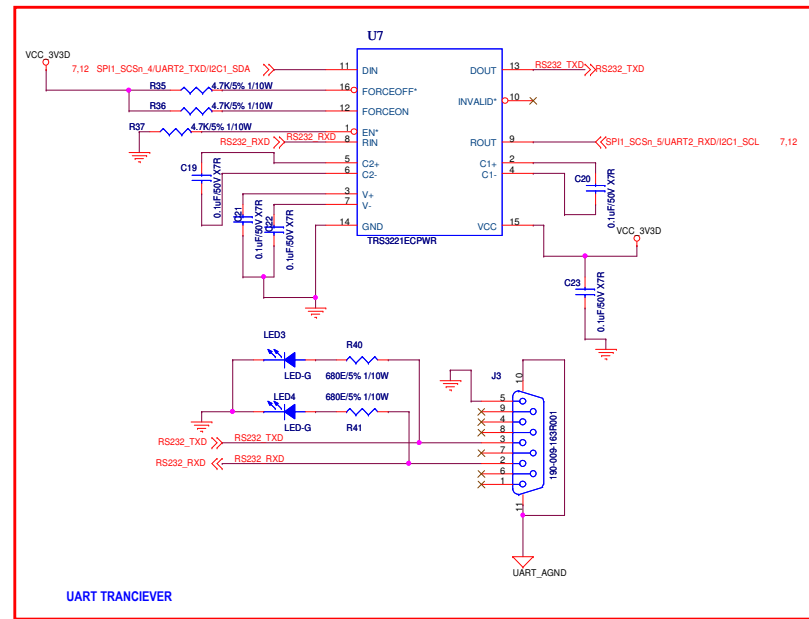 U7
VCC_3V3D
7,12 SPI1_SCSn_4/UART2_TXD/I2C1_SDA
11 DIN DOUT 13 RS232_TXD RS232_TXD
R35 4.7K/5% 1/10W
16 FORCEOFF*
INVALID* 10
R36 4.7K/5% 1/10W
12 FORCEON
R37 4.7K/5% 1/10W
1 EN*
RS232_RXD RS232_RXD 8 RIN ROUT 9 SPI1_SCSn_5/UART2_RXD/I2C1_SCL 7,12
C19 0.1uF/50V X7R
5 C2+ C1+ 2
6 C2- C1- 4
C20 0.1uF/50V X7R
3 V+
7 V-
C21 0.1uF/50V X7R
C22 0.1uF/50V X7R
14 GND VCC 15
VCC_3V3D
TRS3221ECPWR
C23 0.1uF/50V X7R
LED3 R40
LED-G 680E/5% 1/10W
LED4 680E/5% 1/10W
LED-G R41
RS232_TXD RS232_TXD
RS232_RXD RS232_RXD
J3
10
5
9
4
8
3
7
2
6
1
11
190-009-163R001
UART_AGND
UART TRANCIEVER